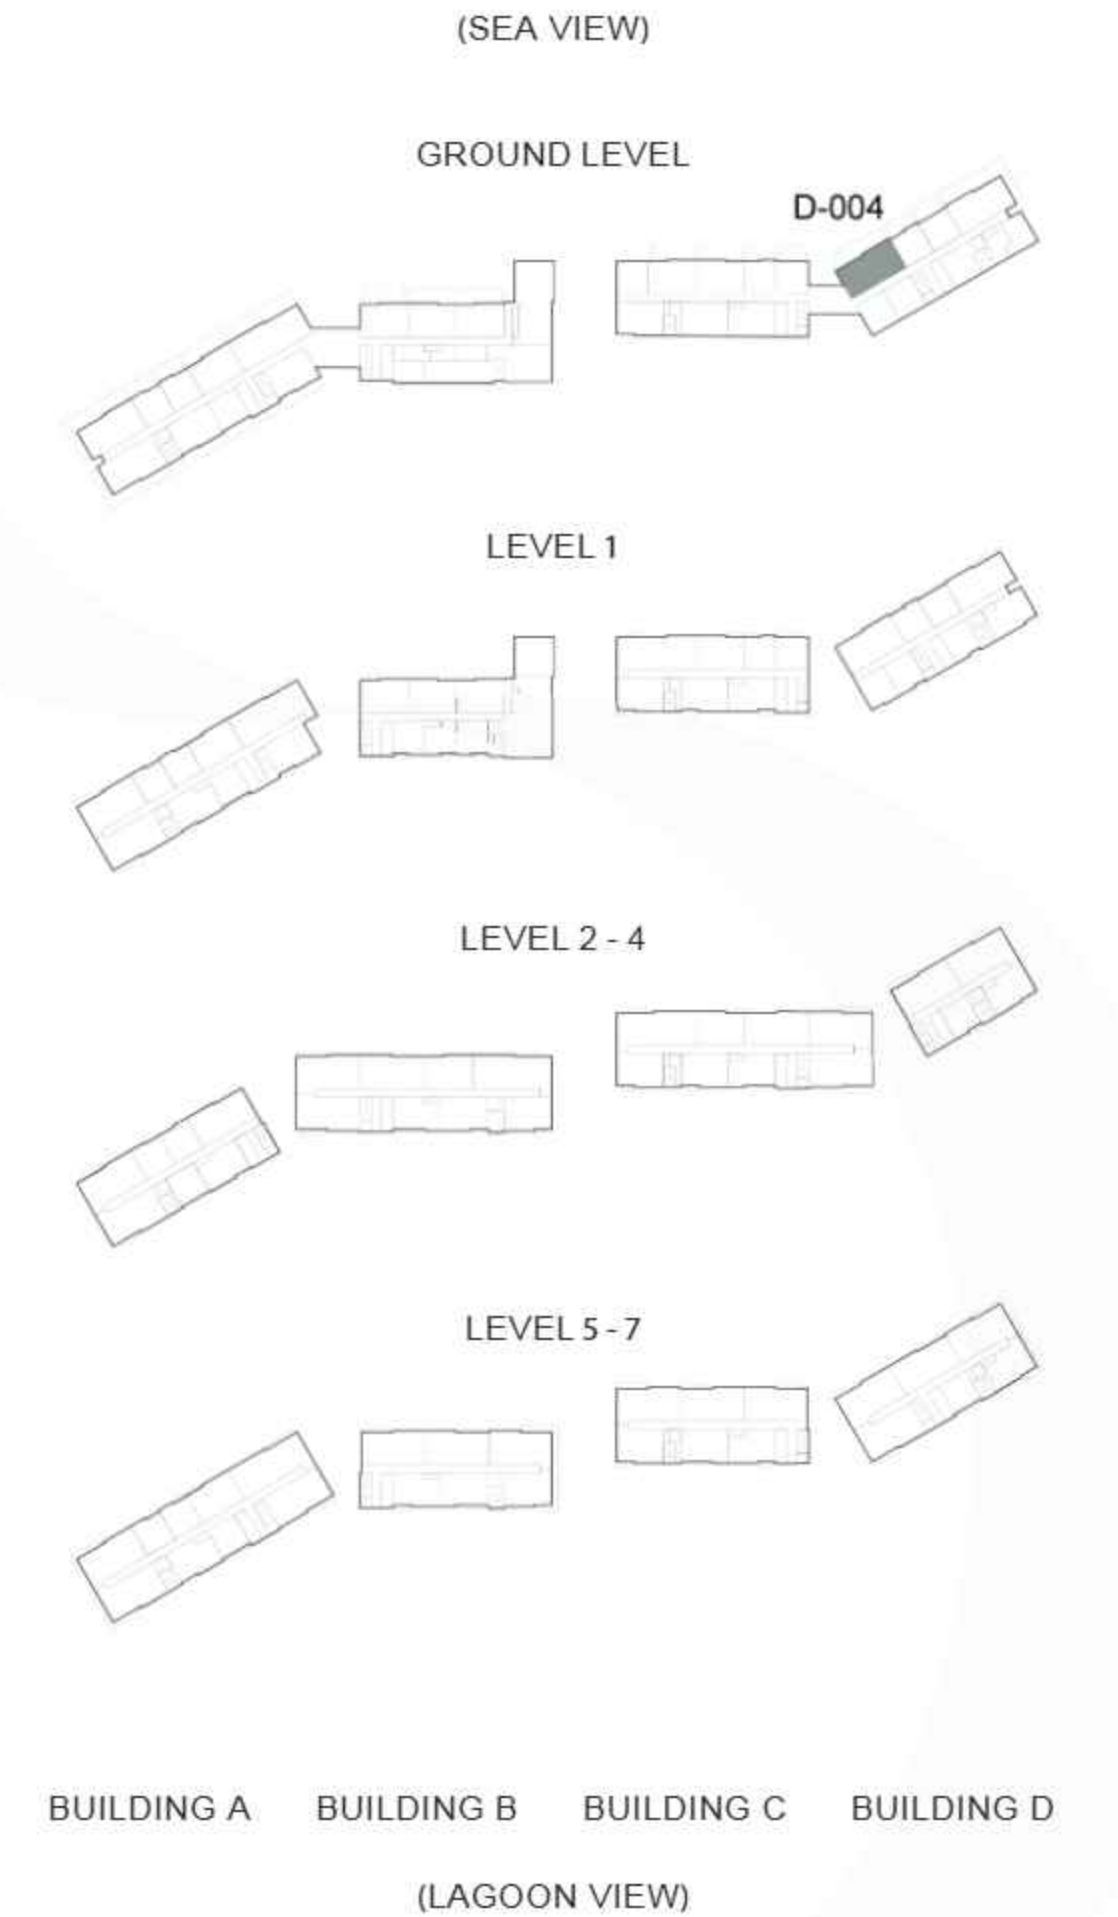 (SEA VIEW)
GROUND LEVEL
D-004
LEVEL 1
LEVEL 2 - 4
LEVEL 5 - 7
BUILDING A BUILDING B BUILDING C BUILDING D
(LAGOON VIEW)